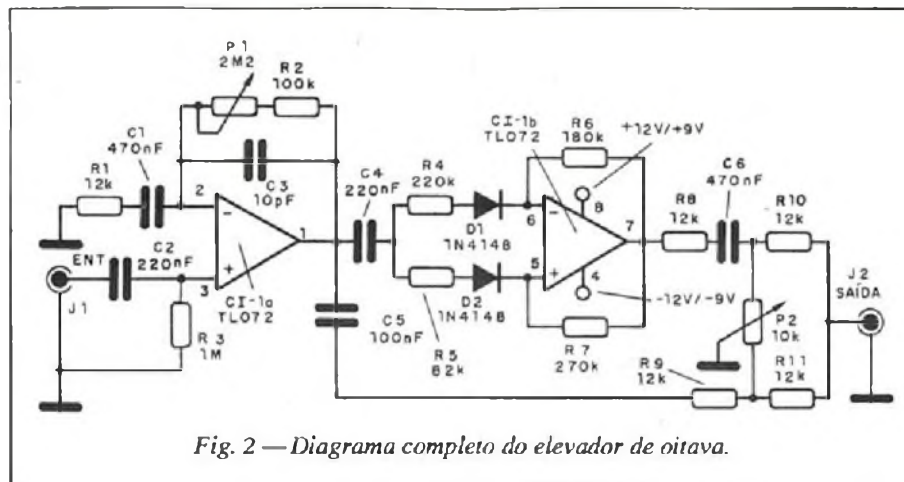 P1
2M2
R2
100k
C1
470nF
R1
12k
C3
10pF
2
−
1
+
3
CI-1a
TL072
ENT
C2
220nF
J1
R3
1M
C4
220nF
R4
220k
D1
1N4148
D2
1N4148
C5
100nF
R5
82k
CI-1b
TL072
R6
180k
+12V/+9V
8
6
−
7
5
+
4
-12V/-9V
R7
270k
R8
12k
C6
470nF
R10
12k
J2
SAÍDA
P2
10k
R9
12k
R11
12k
Fig. 2 — Diagrama completo do elevador de oitava.